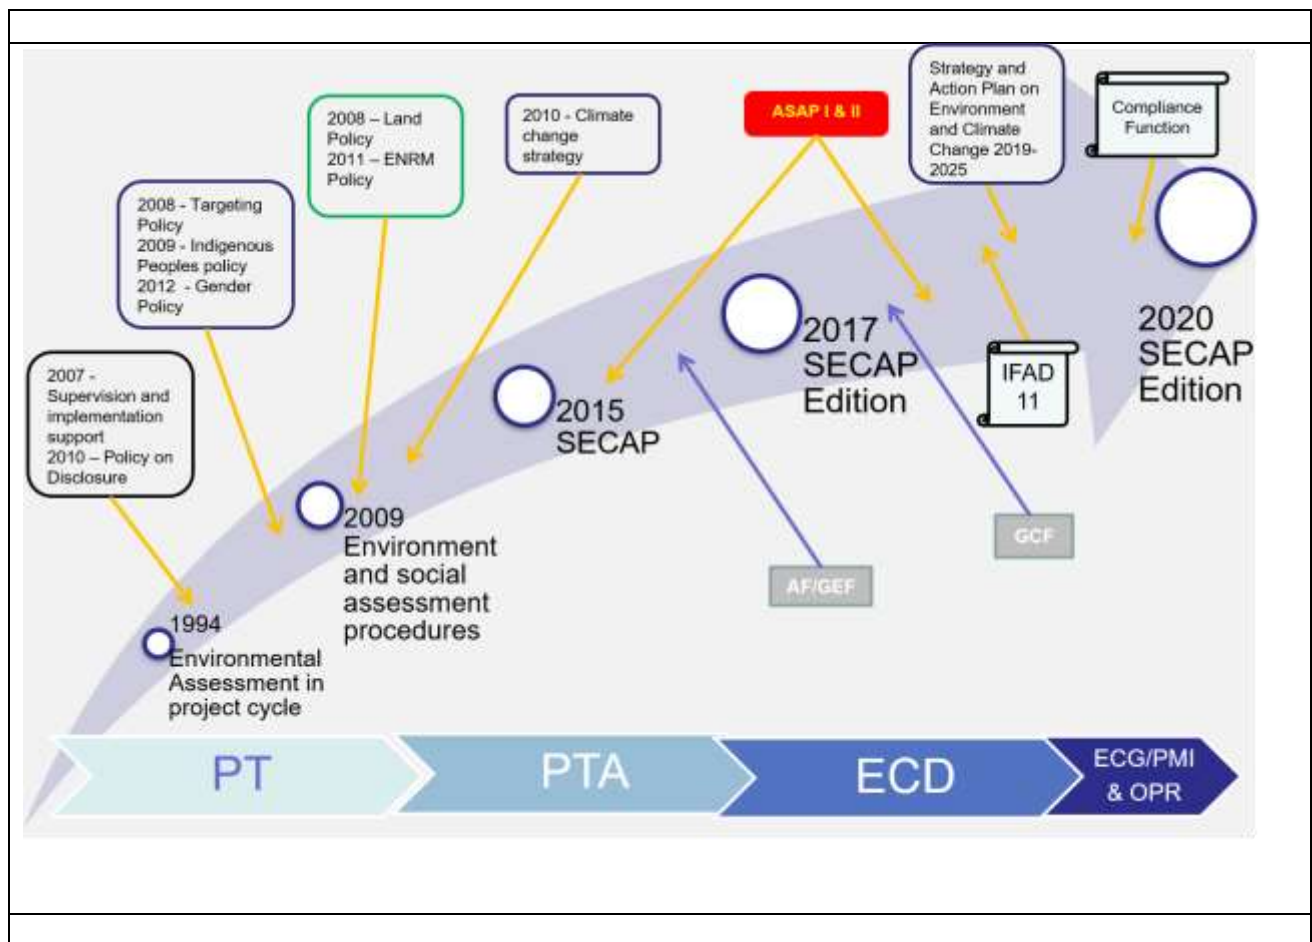 Strategy and
Action Plan on
Environment
and Climate
Change 2019-
2025
Compliance
Function
ASAP I & II
2008 – Land
Policy
2011 – ENRM
Policy
2010 - Climate
change
strategy
2008 - Targeting
Policy
2009 - Indigenous
Peoples policy
2012 - Gender
Policy
2007 -
Supervision and
implementation
support
2010 – Policy on
Disclosure
2020
SECAP
Edition
2017
SECAP
Edition
IFAD
11
2015
SECAP
2009
Environment
and social
assessment
procedures
GCF
AF/GEF
1994
Environmental
Assessment in
project cycle
PT
PTA
ECD
ECG/PMI
& OPR